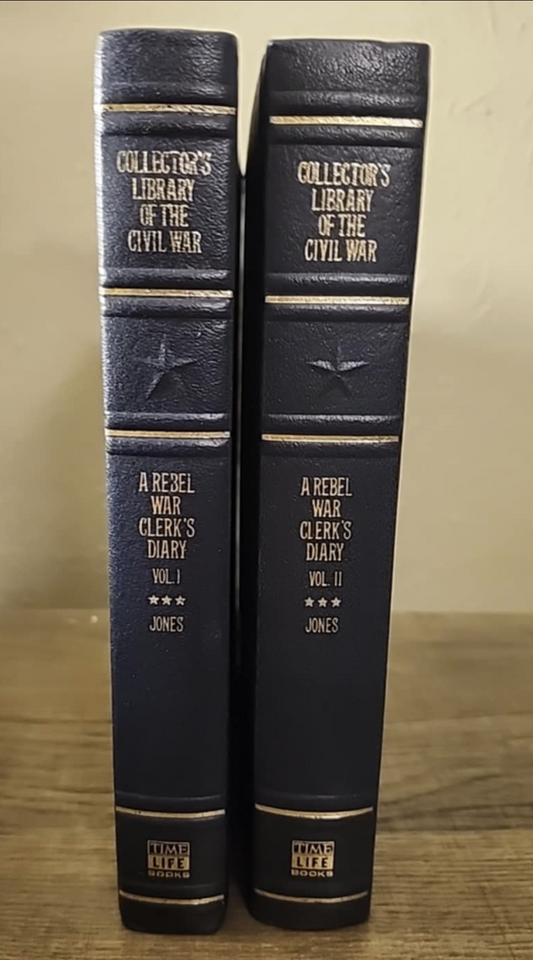 COLLECTOR'S
LIBRARY
OF THE
CIVIL WAR
A REBEL
WAR
CLERK'S
DIARY
VOL. I
JONES
TIME
LIFE
BOOKS
COLLECTOR'S
LIBRARY
OF THE
CIVIL WAR
A REBEL
WAR
CLERK'S
DIARY
VOL. II
JONES
TIME
LIFE
BOOKS